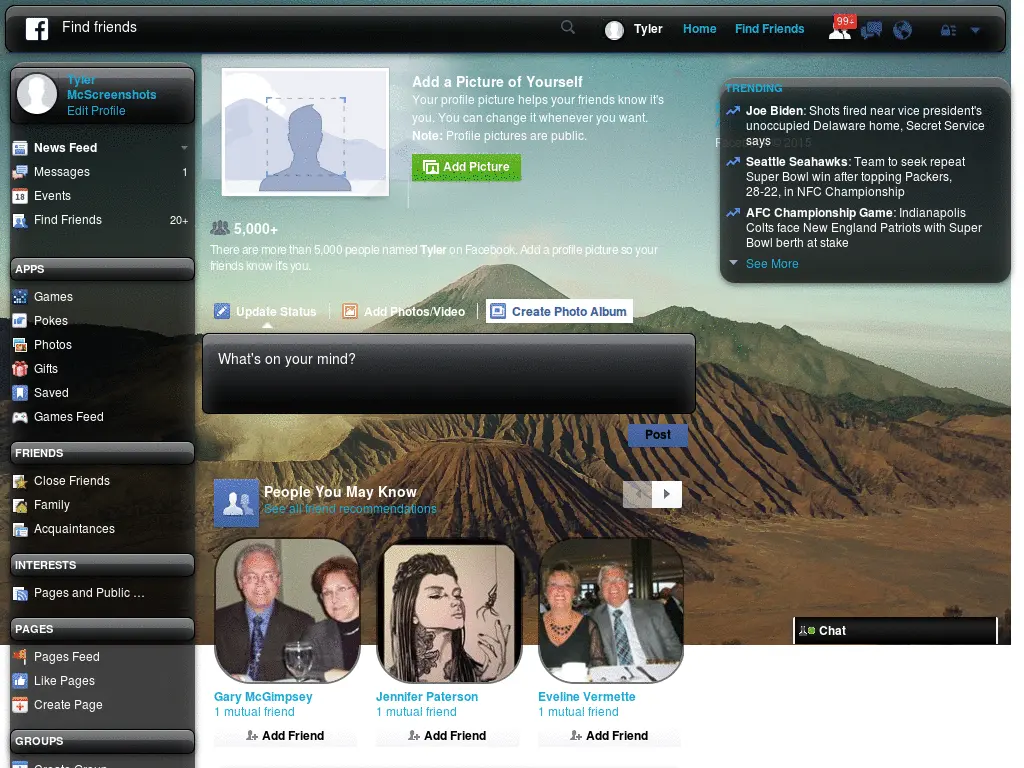 Find friends
Tyler
Home
Find Friends
99+
Tyler
McScreenshots
Edit Profile
News Feed
Messages
1
18
Events
Find Friends
20+
APPS
Games
Pokes
Photos
Gifts
Saved
Games Feed
FRIENDS
Close Friends
Family
Acquaintances
INTERESTS
Pages and Public ...
PAGES
Pages Feed
Like Pages
Create Page
GROUPS
Create Group
Add a Picture of Yourself
Your profile picture helps your friends know it's
you. You can change it whenever you want.
Note: Profile pictures are public.
Add Picture
5,000+
There are more than 5,000 people named Tyler on Facebook. Add a profile picture so your
friends know it's you.
Update Status
Add Photos/Video
Create Photo Album
What's on your mind?
Post
People You May Know
See all friend recommendations
Gary McGimpsey
1 mutual friend
Add Friend
Jennifer Paterson
1 mutual friend
Add Friend
Eveline Vermette
1 mutual friend
Add Friend
TRENDING
Joe Biden: Shots fired near vice president's
unoccupied Delaware home, Secret Service
says
Seattle Seahawks: Team to seek repeat
Super Bowl win after topping Packers,
28-22, in NFC Championship
AFC Championship Game: Indianapolis
Colts face New England Patriots with Super
Bowl berth at stake
See More
Chat